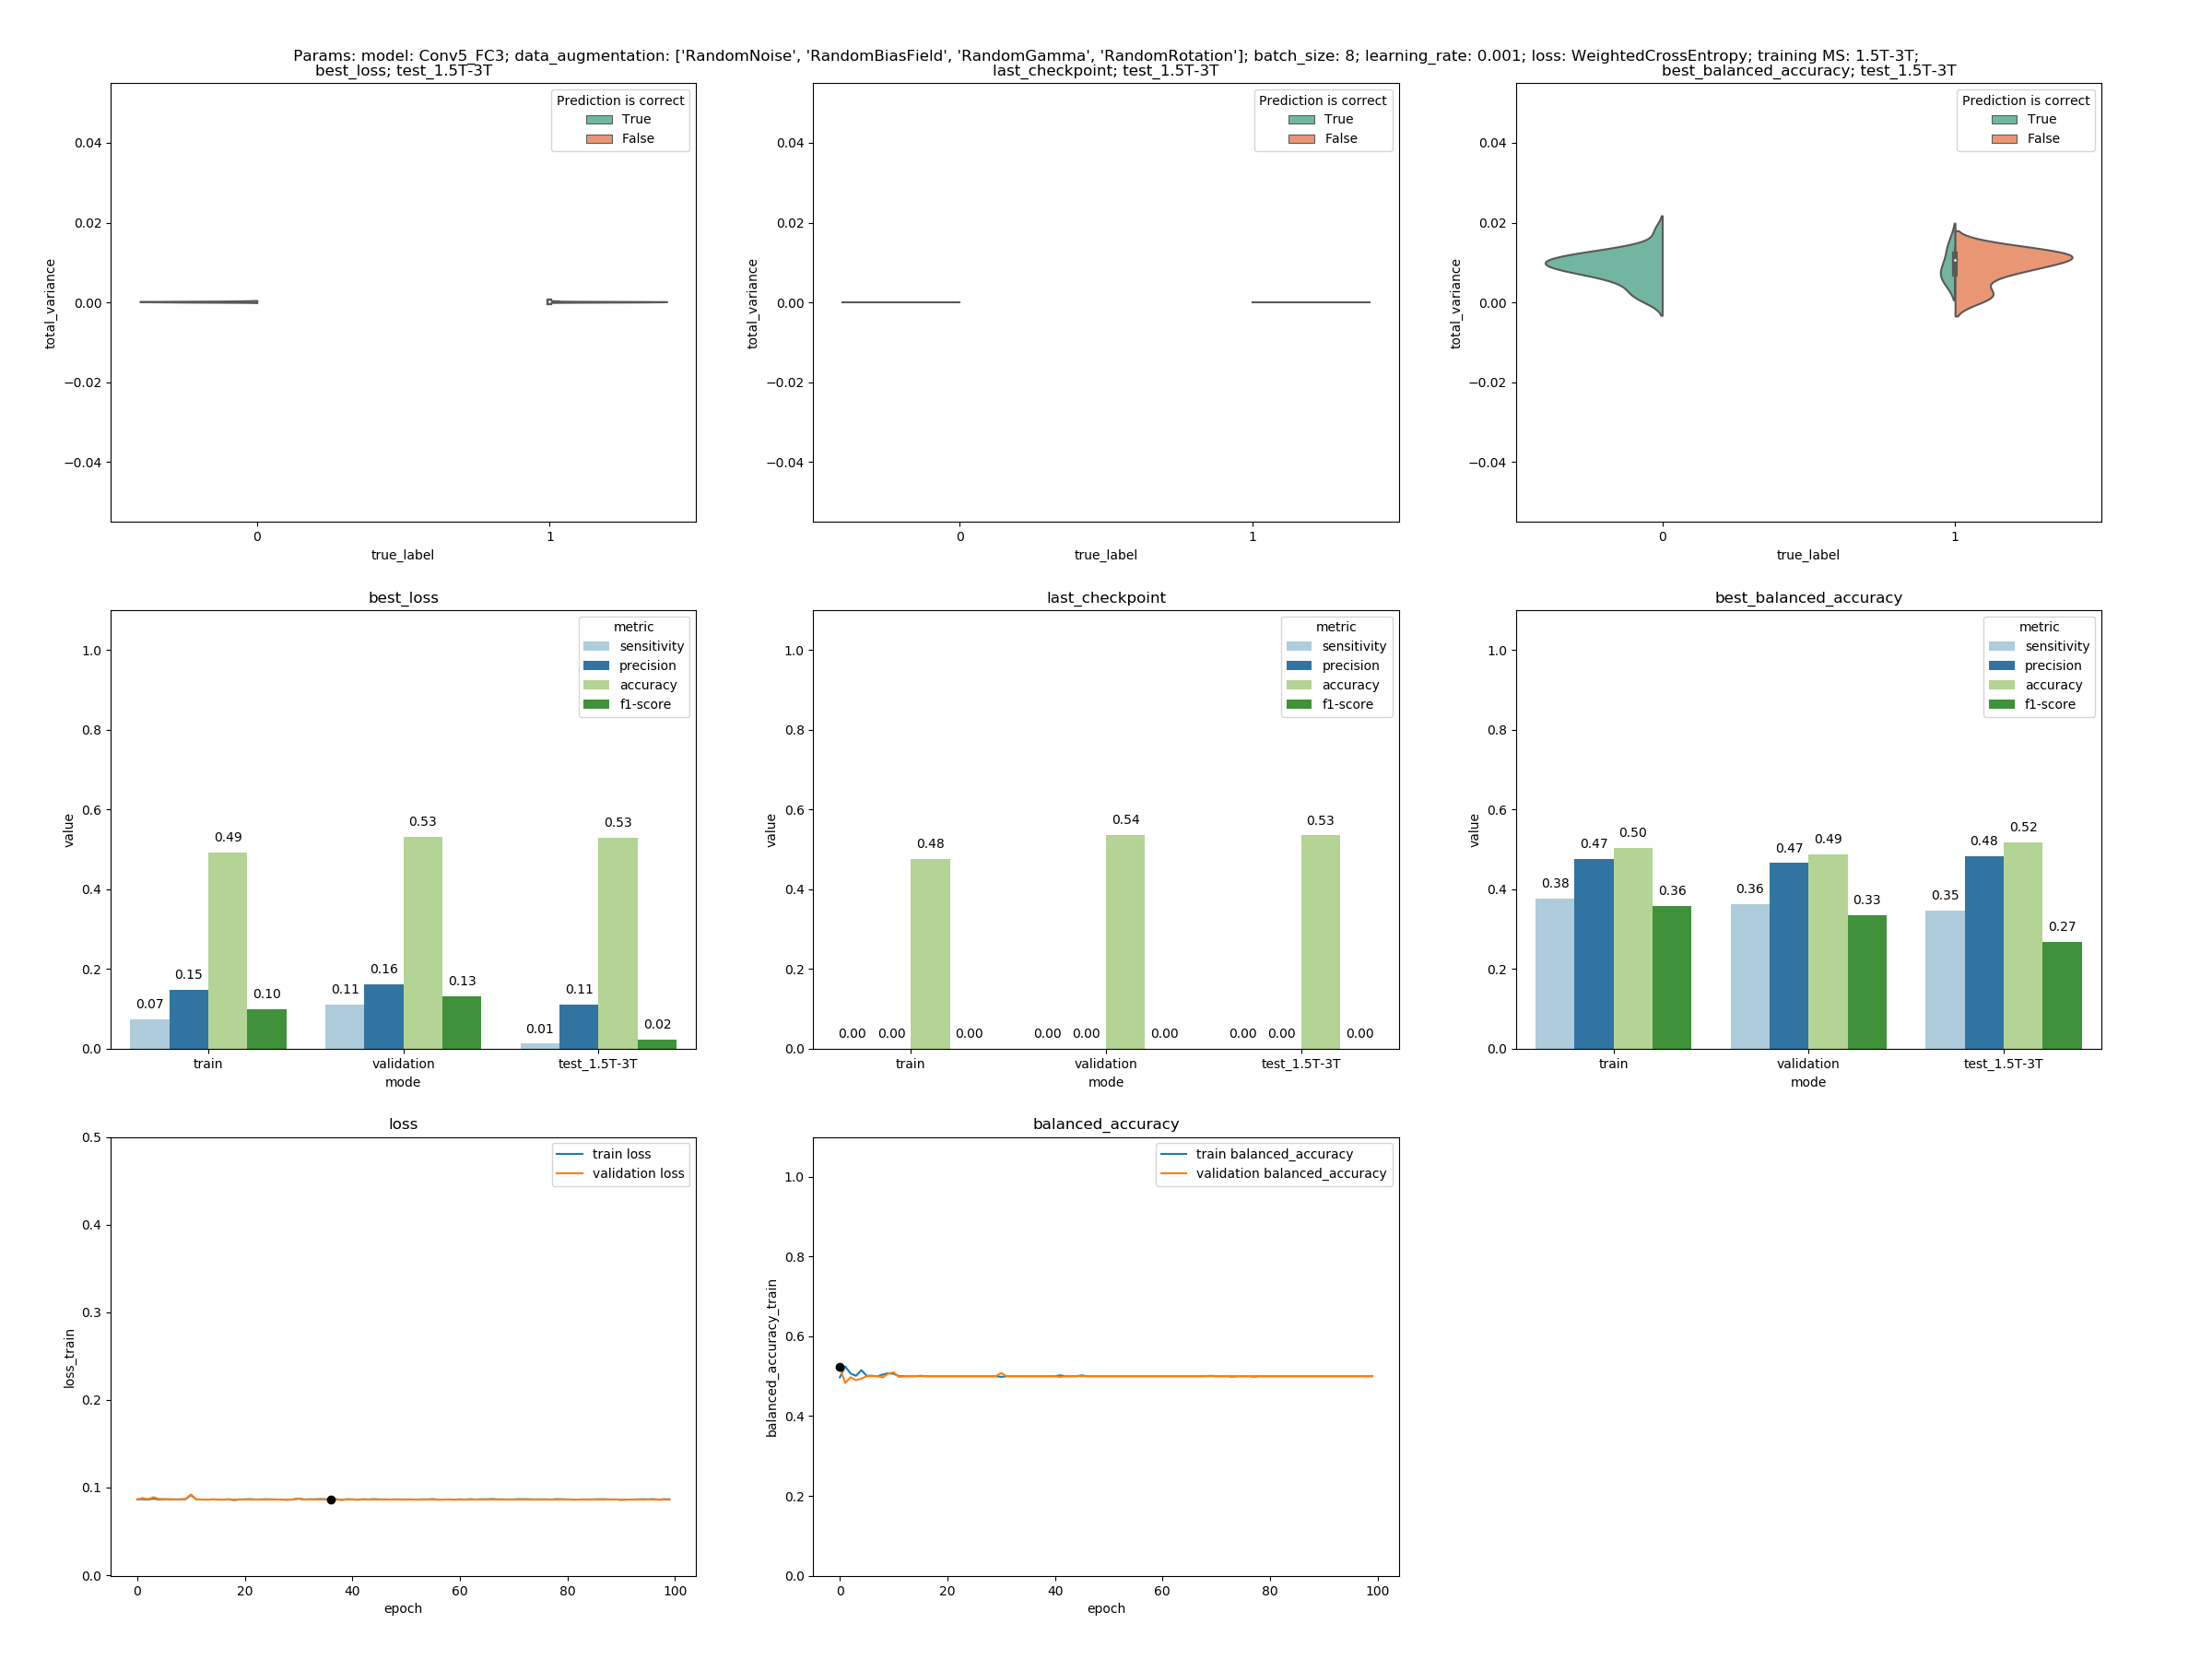 Params: model: Conv5_FC3; data_augmentation: ['RandomNoise', 'RandomBiasField', 'RandomGamma', 'RandomRotation']; batch_size: 8; learning_rate: 0.001; loss: WeightedCrossEntropy; training MS: 1.5T-3T;
best_loss; test_1.5T-3T
Prediction is correct
True
False
0.04
0.02
0.00
−0.02
−0.04
total_variance
0
1
true_label
last_checkpoint; test_1.5T-3T
Prediction is correct
True
False
0.04
0.02
0.00
−0.02
−0.04
total_variance
0
1
true_label
best_balanced_accuracy; test_1.5T-3T
Prediction is correct
True
False
0.04
0.02
0.00
−0.02
−0.04
total_variance
0
1
true_label
best_loss
metric
sensitivity
precision
accuracy
f1-score
1.0
0.8
0.6
0.4
0.2
0.0
value
0.07
0.15
0.49
0.10
0.11
0.16
0.53
0.13
0.01
0.11
0.53
0.02
train
validation
test_1.5T-3T
mode
last_checkpoint
metric
sensitivity
precision
accuracy
f1-score
1.0
0.8
0.6
0.4
0.2
0.0
value
0.00
0.00
0.48
0.00
0.00
0.00
0.54
0.00
0.00
0.00
0.53
0.00
train
validation
test_1.5T-3T
mode
best_balanced_accuracy
metric
sensitivity
precision
accuracy
f1-score
1.0
0.8
0.6
0.4
0.2
0.0
value
0.38
0.47
0.50
0.36
0.36
0.47
0.49
0.33
0.35
0.48
0.52
0.27
train
validation
test_1.5T-3T
mode
loss
train loss
validation loss
0.5
0.4
0.3
0.2
0.1
0.0
loss_train
0
20
40
60
80
100
epoch
balanced_accuracy
train balanced_accuracy
validation balanced_accuracy
1.0
0.8
0.6
0.4
0.2
0.0
balanced_accuracy_train
0
20
40
60
80
100
epoch